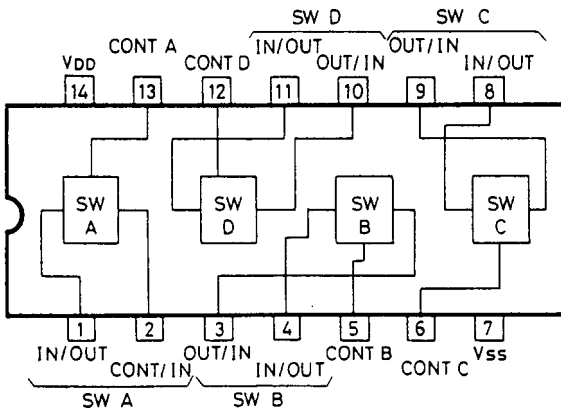 SW D SW C
CONT A IN/OUT OUT/IN
VDD CONT D OUT/IN IN/OUT
14 13 12 11 10 9 8
SW A
SW D
SW B
SW C
1 2 3 4 5 6 7
IN/OUT OUT/IN CONT B VSS
CONT/IN IN/OUT CONT C
SW A SW B